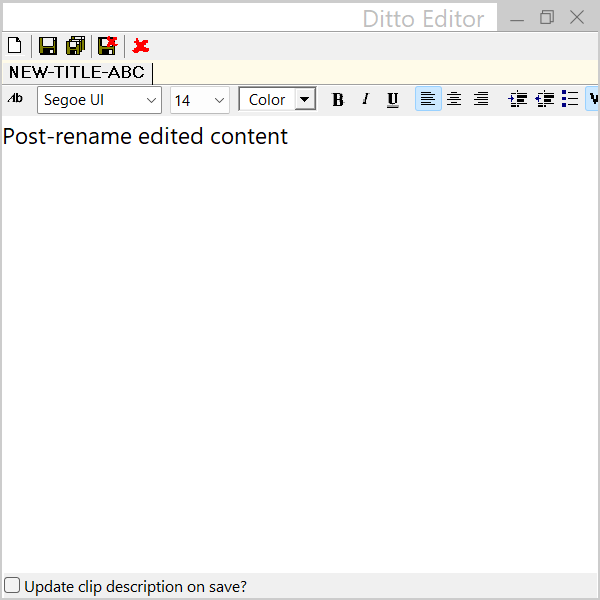 Ditto Editor
NEW-TITLE-ABC
Ab Segoe UI 14 Color B I U
Post-rename edited content
Update clip description on save?